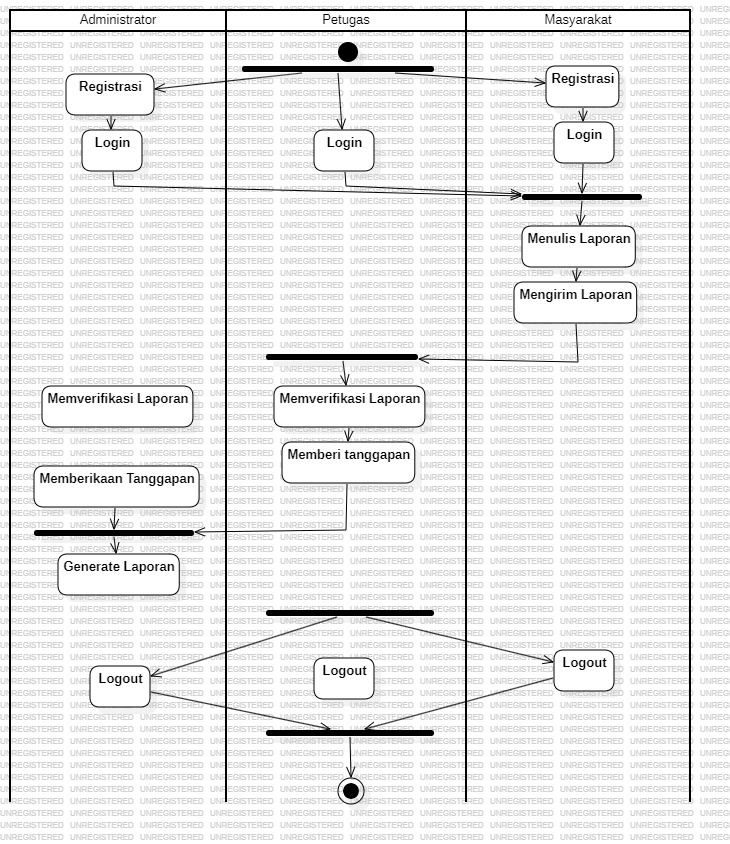 Administrator Petugas Masyarakat
Registrasi
Registrasi
Login
Login
Login
Menulis Laporan
Mengirim Laporan
Memverifikasi Laporan
Memverifikasi Laporan
Memberi tanggapan
Memberikaan Tanggapan
Generate Laporan
Logout
Logout
Logout
UNREGISTERED